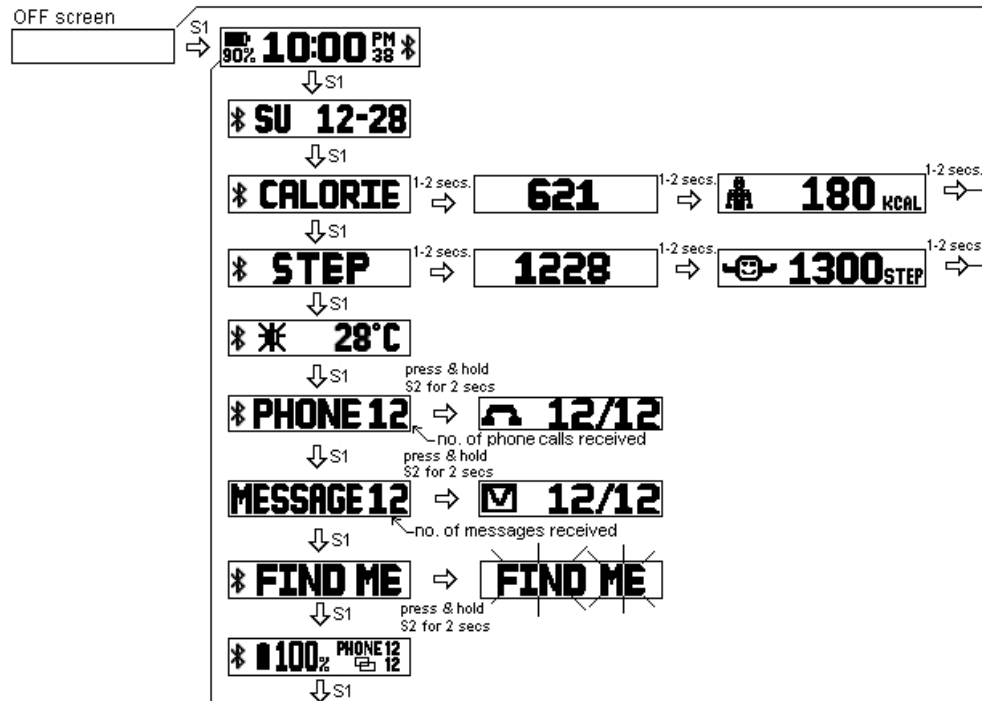 OFF screen
S1
90% 10:00 PM 38
S1
SU 12-28
S1
CALORIE 1-2 secs. 621 1-2 secs. 180 KCAL 1-2 secs.
S1
STEP 1-2 secs. 1228 1-2 secs. 1300 STEP 1-2 secs
S1
28°C
S1
press & hold
S2 for 2 secs
PHONE 12 12/12
no. of phone calls received
S1
press & hold
S2 for 2 secs
MESSAGE 12 12/12
no. of messages received
S1
FIND ME FIND ME
S1
press & hold
S2 for 2 secs
100% PHONE 12
12
S1